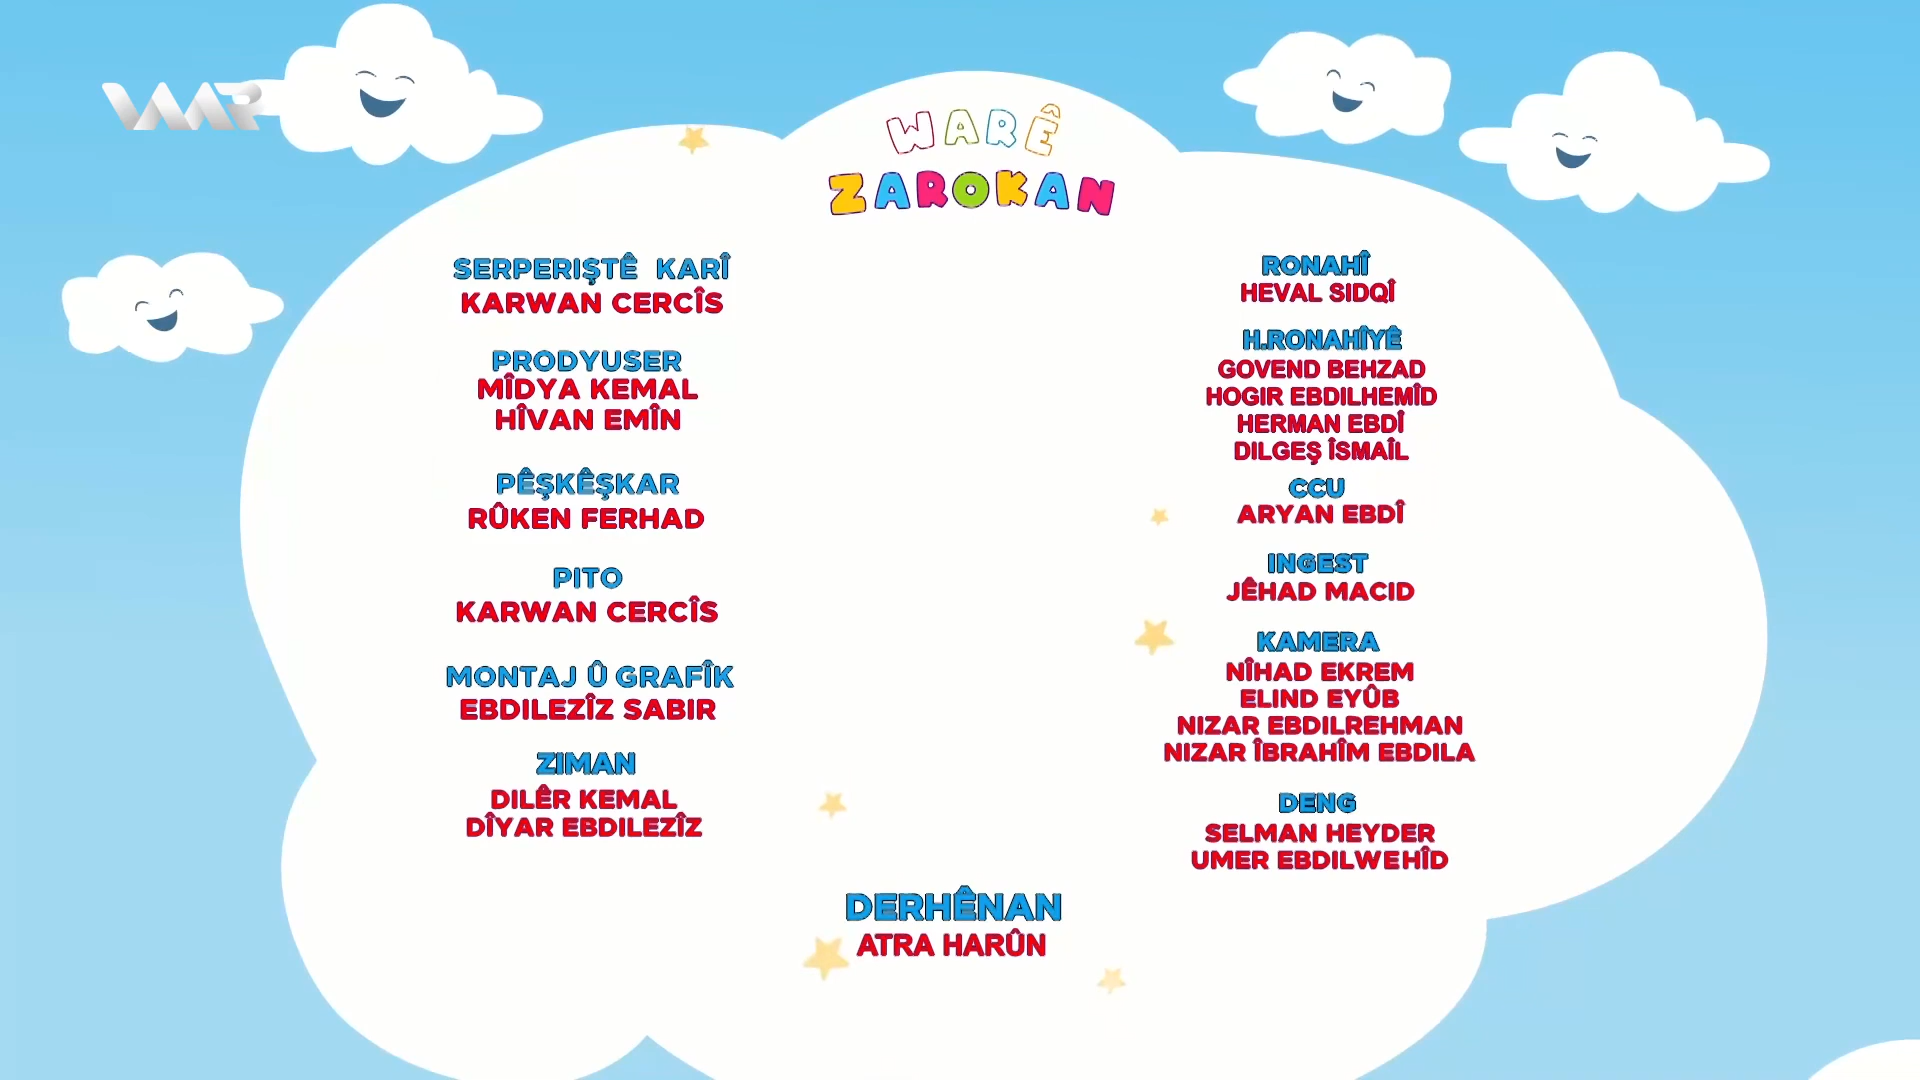 WAAR
WARÊ
ZAROKAN
SERPERIŞTÊ KARÎ
KARWAN CERCÎS
PRODYUSER
MÎDYA KEMAL
HÎVAN EMÎN
PÊŞKÊŞKAR
RÛKEN FERHAD
PITO
KARWAN CERCÎS
MONTAJ Û GRAFÎK
EBDILEZÎZ SABIR
ZIMAN
DILÊR KEMAL
DÎYAR EBDILEZÎZ
RONAHÎ
HEVAL SIDQÎ
H.RONAHÎYÊ
GOVEND BEHZAD
HOGIR EBDILHEMÎD
HERMAN EBDÎ
DILGEŞ ÎSMAÎL
CCU
ARYAN EBDÎ
INGEST
JÊHAD MACID
KAMERA
NÎHAD EKREM
ELIND EYÛB
NIZAR EBDILREHMAN
NIZAR ÎBRAHÎM EBDILA
DENG
SELMAN HEYDER
UMER EBDILWEHÎD
DERHÊNAN
ATRA HARÛN